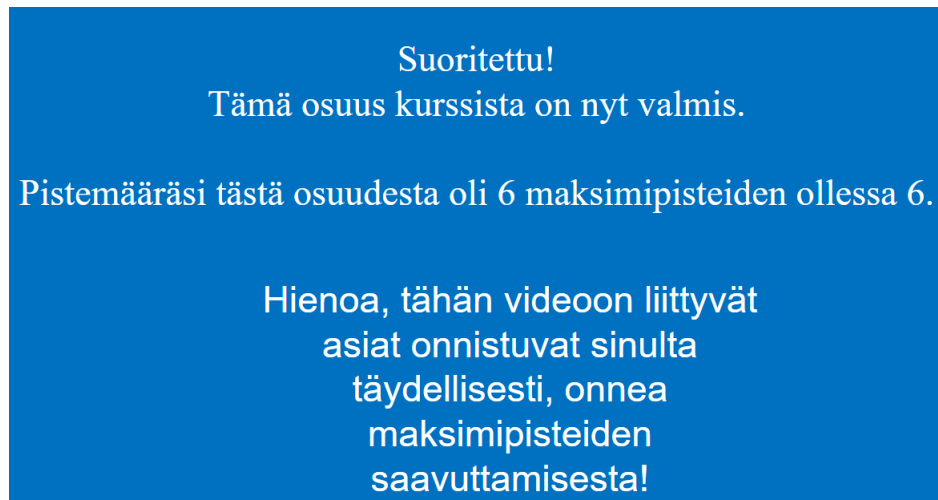 Suoritettu!
Tämä osuus kurssista on nyt valmis.
Pistemääräsi tästä osuudesta oli 6 maksimipisteiden ollessa 6.
Hienoa, tähän videoon liittyvät
asiat onnistuvat sinulta
täydellisesti, onnea
maksimipisteiden
saavuttamisesta!